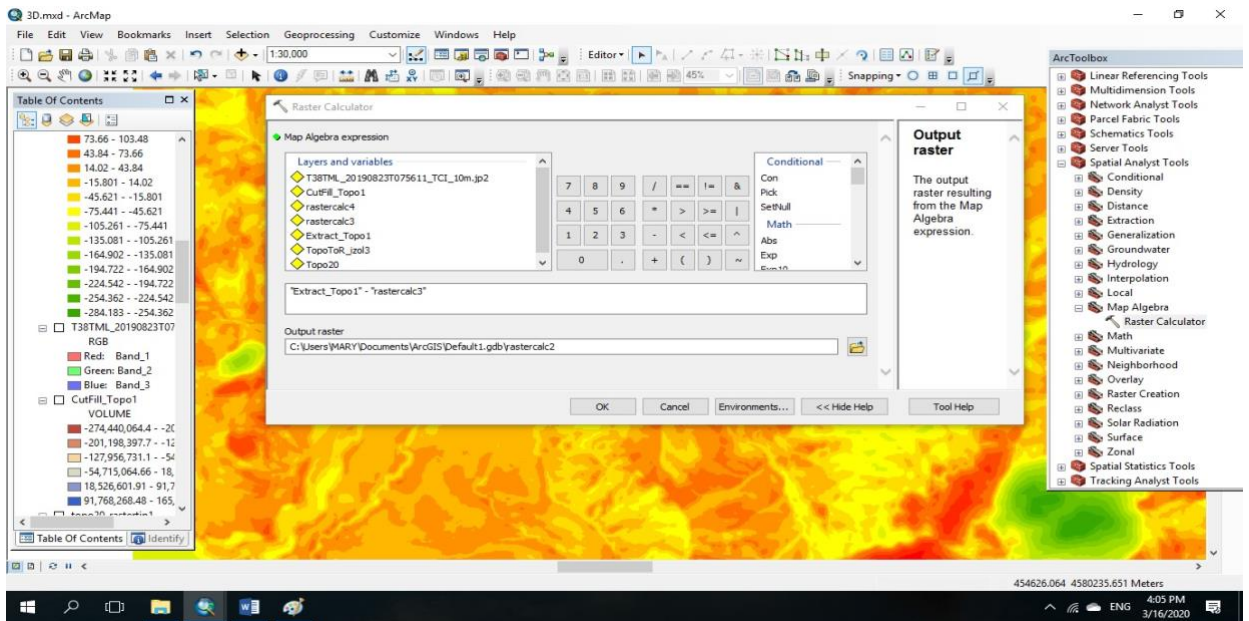 3D.mxd - ArcMap
File Edit View Bookmarks Insert Selection Geoprocessing Customize Windows Help
1:30,000
Editor
45%
Snapping
Table Of Contents
73.66 - 103.48
43.84 - 73.66
14.02 - 43.84
-15.801 - 14.02
-45.621 - -15.801
-75.441 - -45.621
-105.261 - -75.441
-135.081 - -105.261
-164.902 - -135.081
-194.722 - -164.902
-224.542 - -194.722
-254.362 - -224.542
-284.183 - -254.362
T38TML_20190823T07
RGB
Red: Band_1
Green: Band_2
Blue: Band_3
CutFill_Topo1
VOLUME
-274,440,064.4 - -20
-201,198,397.7 - -12
-127,956,731.1 - -54
-54,715,064.66 - 18,
18,526,601.91 - 91,7
91,768,268.48 - 165,
Table Of Contents Identify
Raster Calculator
Map Algebra expression
Layers and variables
T38TML_20190823T075611_TCI_10m.jp2
CutFill_Topo1
rastercalc4
rastercalc3
Extract_Topo1
TopoToR_izol3
Topo20
7 8 9 / == != &
4 5 6 * > >= |
1 2 3 - < <= ^
0 . + ( ) ~
Conditional
Con
Pick
SetNull
Math
Abs
Exp
Exp10
"Extract_Topo1" - "rastercalc3"
Output raster
C:\Users\MARY\Documents\ArcGIS\Default1.gdb\rastercalc2
OK Cancel Environments... << Hide Help Tool Help
Output
raster
The output
raster resulting
from the Map
Algebra
expression.
ArcToolbox
Linear Referencing Tools
Multidimension Tools
Network Analyst Tools
Parcel Fabric Tools
Schematics Tools
Server Tools
Spatial Analyst Tools
Conditional
Density
Distance
Extraction
Generalization
Groundwater
Hydrology
Interpolation
Local
Map Algebra
Raster Calculator
Math
Multivariate
Neighborhood
Overlay
Raster Creation
Reclass
Solar Radiation
Surface
Zonal
Spatial Statistics Tools
Tracking Analyst Tools
454626.064 4580235.651 Meters
ENG
4:05 PM
3/16/2020